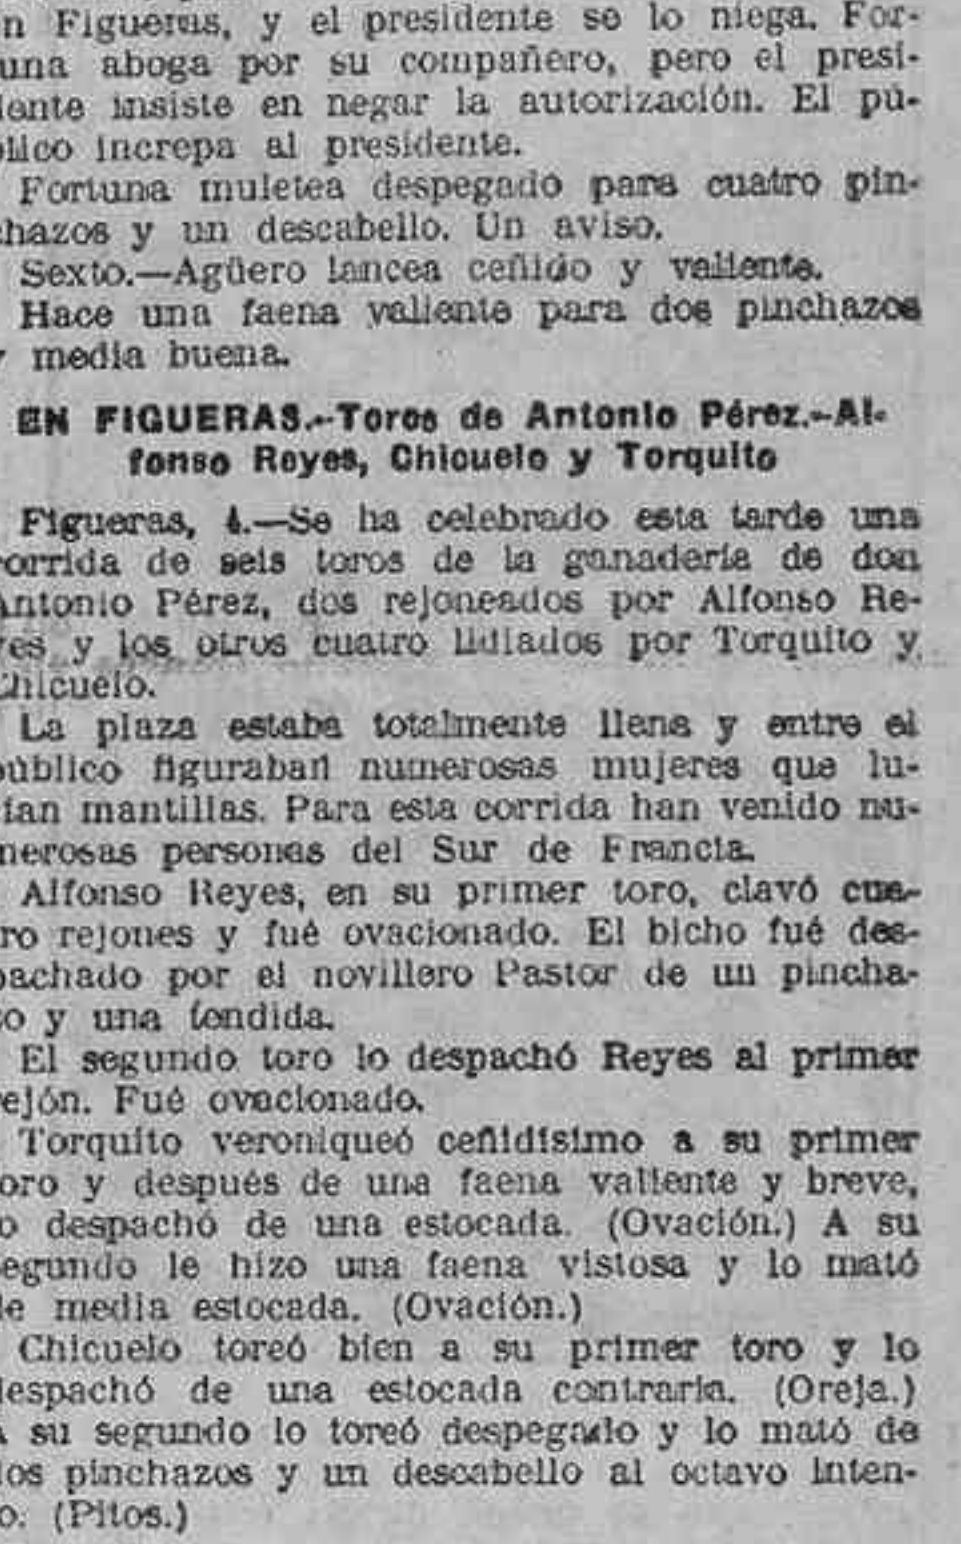 n Figueras, y el presidente se lo niega. For-
una aboga por su compañero, pero el presi-
dente insiste en negar la autorización. El pú-
blico increpa al presidente.
Fortuna muletea despegado para cuatro pin-
chazos y un descabello. Un aviso.
Sexto.—Agüero lancea ceñido y valiente.
Hace una faena valiente para dos pinchazos
y media buena.
EN FIGUERAS.--Toros de Antonio Pérez.--Al-
fonso Reyes, Chicuelo y Torquito
Figueras, 4.—Se ha celebrado esta tarde una
corrida de seis toros de la ganadería de don
Antonio Pérez, dos rejoneados por Alfonso Re-
yes y los otros cuatro lidiados por Torquito y
Chicuelo.
La plaza estaba totalmente llena y entre el
público figuraban numerosas mujeres que lu-
cían mantillas. Para esta corrida han venido nu-
merosas personas del Sur de Francia.
Alfonso Reyes, en su primer toro, clavó cua-
tro rejones y fué ovacionado. El bicho fué des-
pachado por el novillero Pastor de un pincha-
zo y una tendida.
El segundo toro lo despachó Reyes al primer
rejón. Fué ovacionado.
Torquito veroniqueó ceñidísimo a su primer
toro y después de una faena valiente y breve,
lo despachó de una estocada. (Ovación.) A su
segundo le hizo una faena vistosa y lo mató
de media estocada. (Ovación.)
Chicuelo toreó bien a su primer toro y lo
despachó de una estocada contraria. (Oreja.)
A su segundo lo toreó despegado y lo mató de
dos pinchazos y un descabello al octavo inten-
to. (Pitos.)